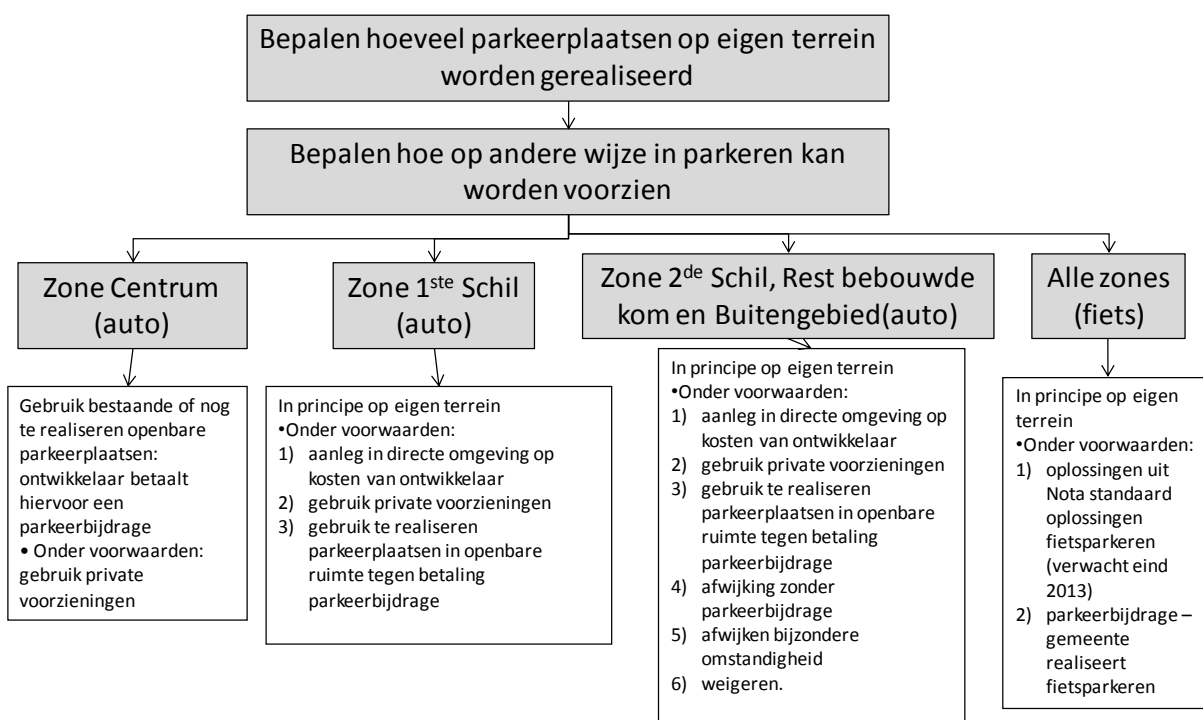 Bepalen hoeveel parkeerplaatsen op eigen terrein
worden gerealiseerd
Bepalen hoe op andere wijze in parkeren kan
worden voorzien
Zone Centrum
(auto)
Gebruik bestaande of nog
te realiseren openbare
parkeerplaatsen:
ontwikkelaar betaalt
hiervoor een
parkeerbijdrage
• Onder voorwaarden:
gebruik private
voorzieningen
Zone 1ste Schil
(auto)
In principe op eigen terrein
•Onder voorwaarden:
1) aanleg in directe omgeving op
kosten van ontwikkelaar
2) gebruik private voorzieningen
3) gebruik te realiseren
parkeerplaatsen in openbare
ruimte tegen betaling
parkeerbijdrage
Zone 2de Schil, Rest bebouwde
kom en Buitengebied(auto)
In principe op eigen terrein
•Onder voorwaarden:
1) aanleg in directe omgeving op
kosten van ontwikkelaar
2) gebruik private voorzieningen
3) gebruik te realiseren
parkeerplaatsen in openbare
ruimte tegen betaling
parkeerbijdrage
4) afwijking zonder
parkeerbijdrage
5) afwijken bijzondere
omstandigheid
6) weigeren.
Alle zones
(fiets)
In principe op eigen
terrein
•Onder voorwaarden:
1) oplossingen uit
Nota standaard
oplossingen
fietsparkeren
(verwacht eind
2013)
2) parkeerbijdrage –
gemeente
realiseert
fietsparkeren